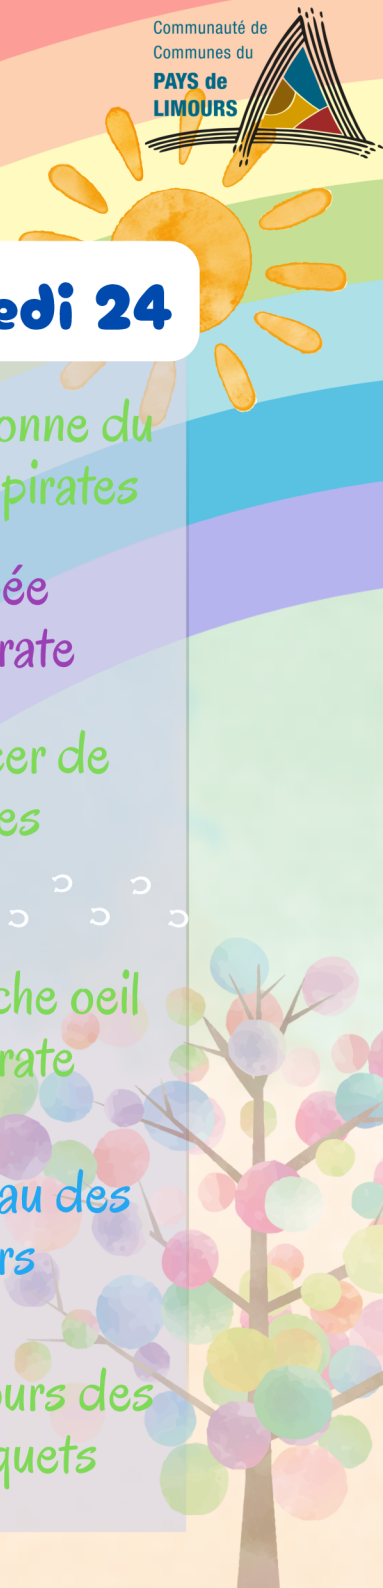 Communauté de
Communes du
PAYS de
LIMOURS
edi 24
onne du
pirates
ée
rate
cer de
es
che oeil
rate
au des
rs
ours des
quets